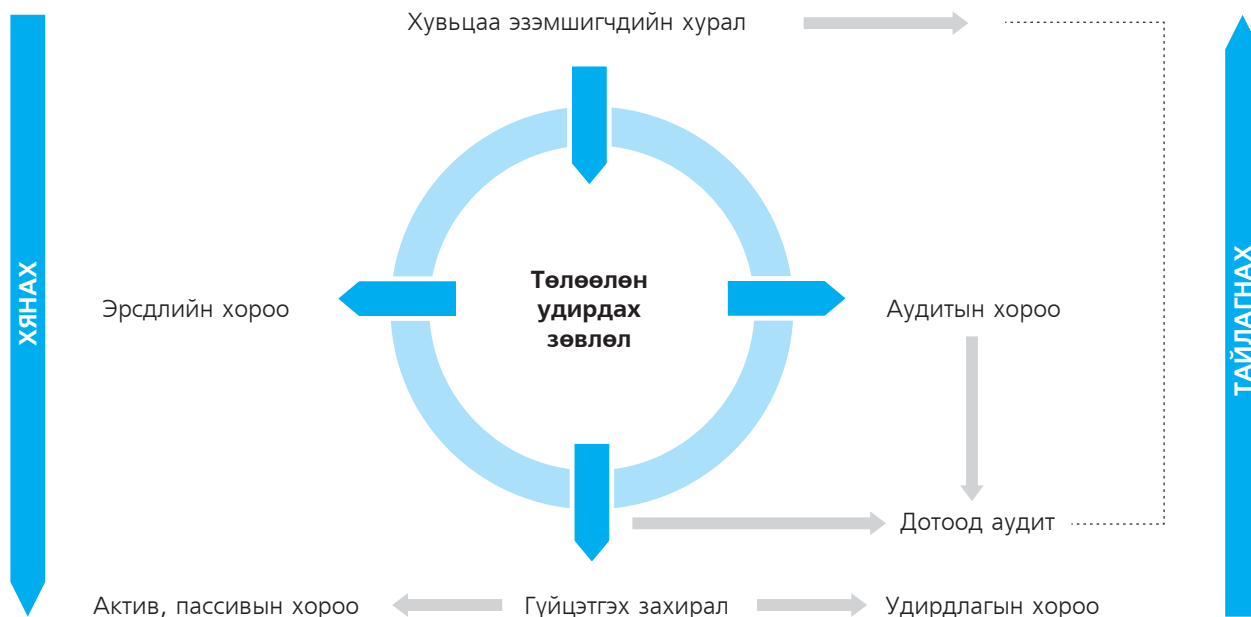 Хувьцаа эзэмшигчдийн хурал
ХЯНАХ
ТАЙЛАГНАХ
Төлөөлөн
удирдах
зөвлөл
Эрсдлийн хороо
Аудитын хороо
Дотоод аудит
Актив, пассивын хороо
Гүйцэтгэх захирал
Удирдлагын хороо